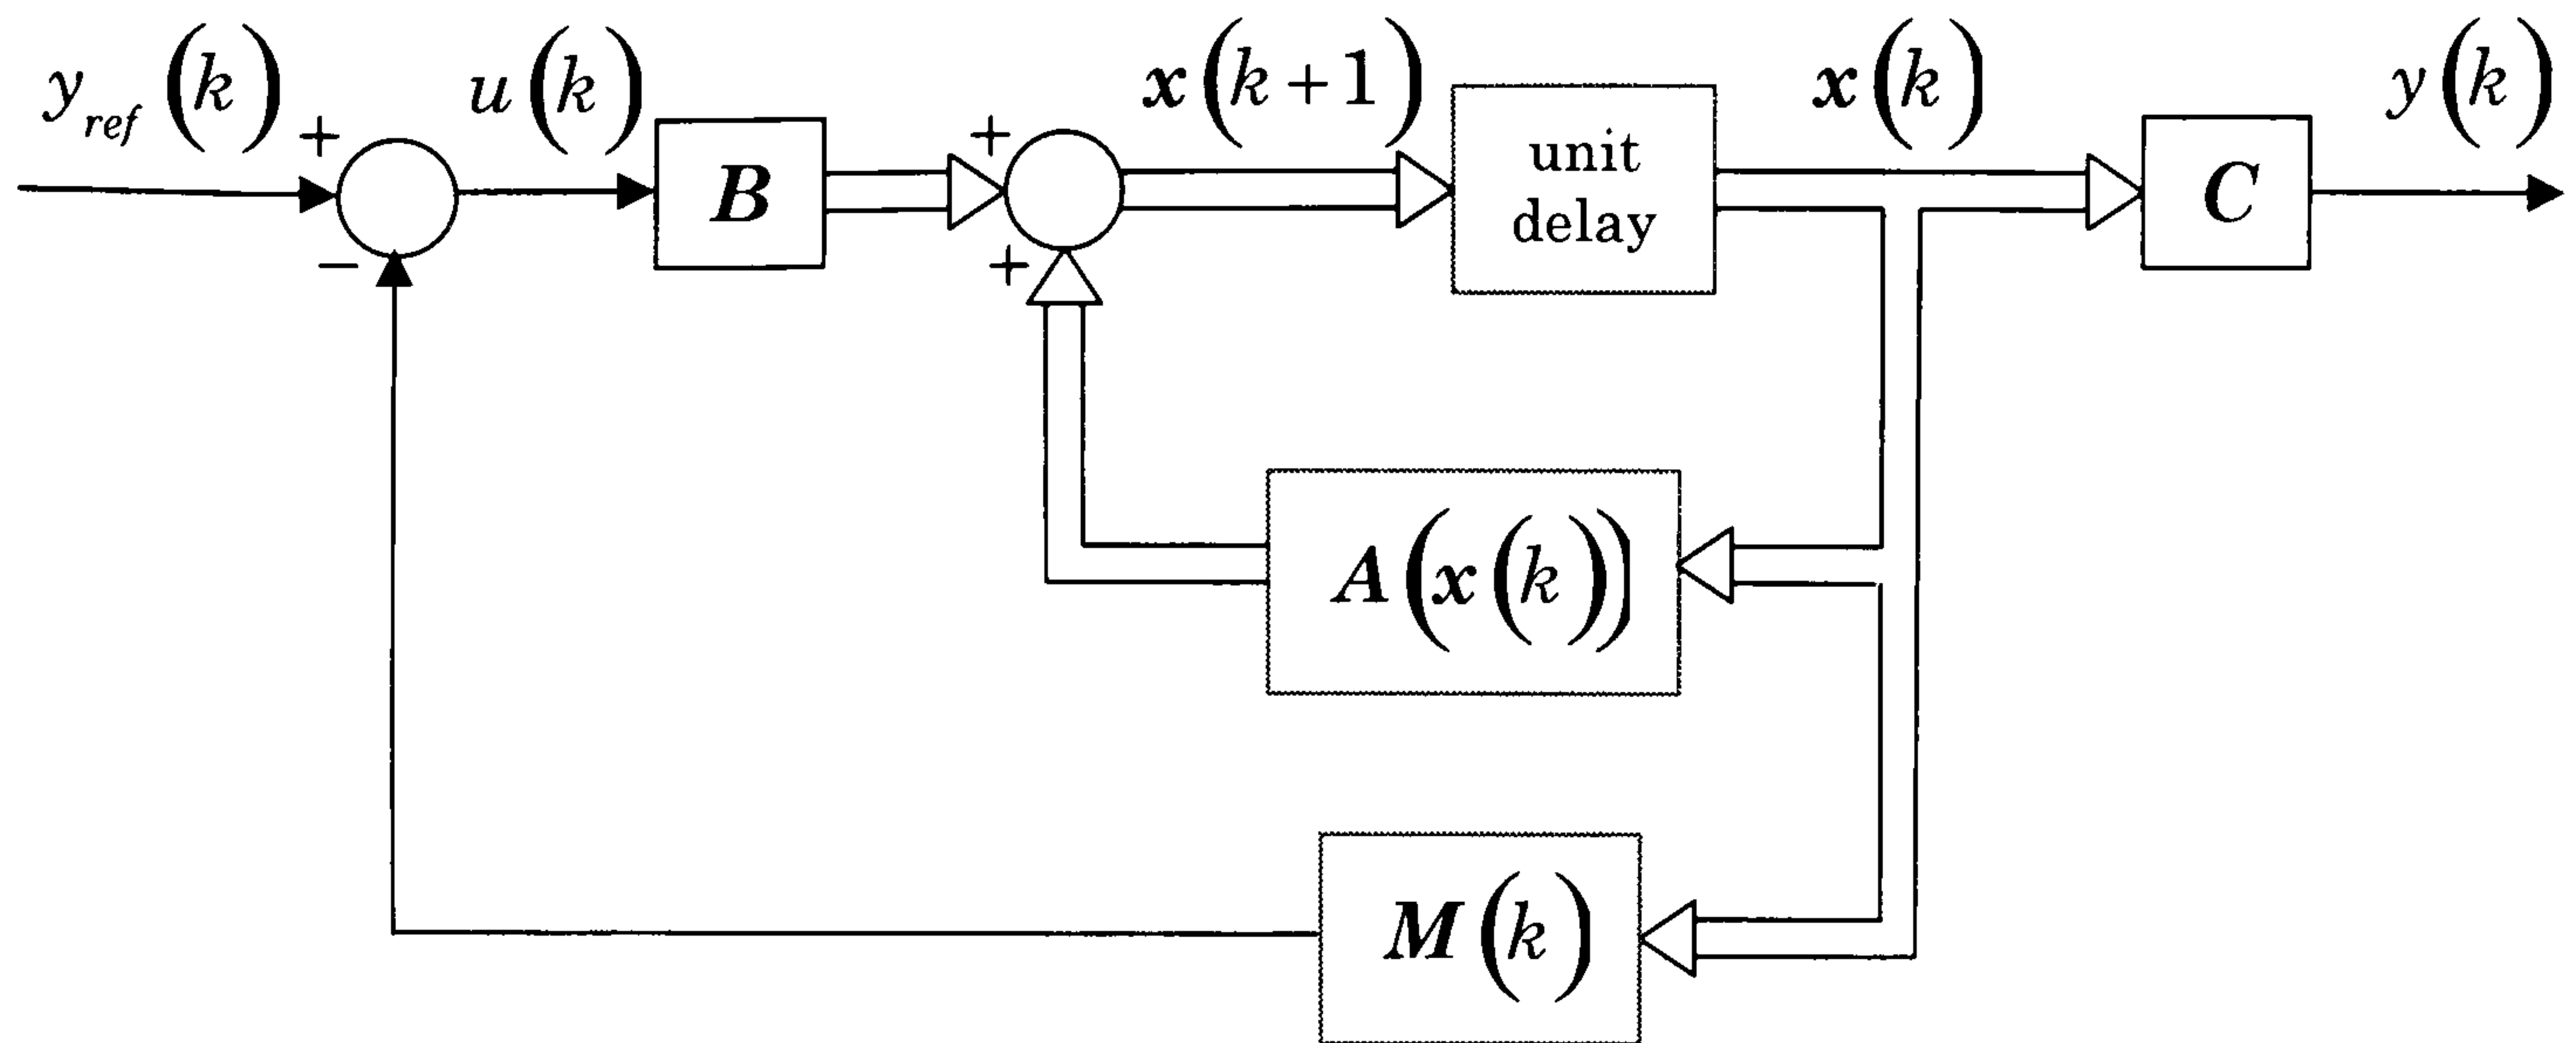 y_ref(k)
u(k)
x(k+1)
x(k)
y(k)
+
−
B
+
+
unit
delay
C
A(x(k))
M(k)